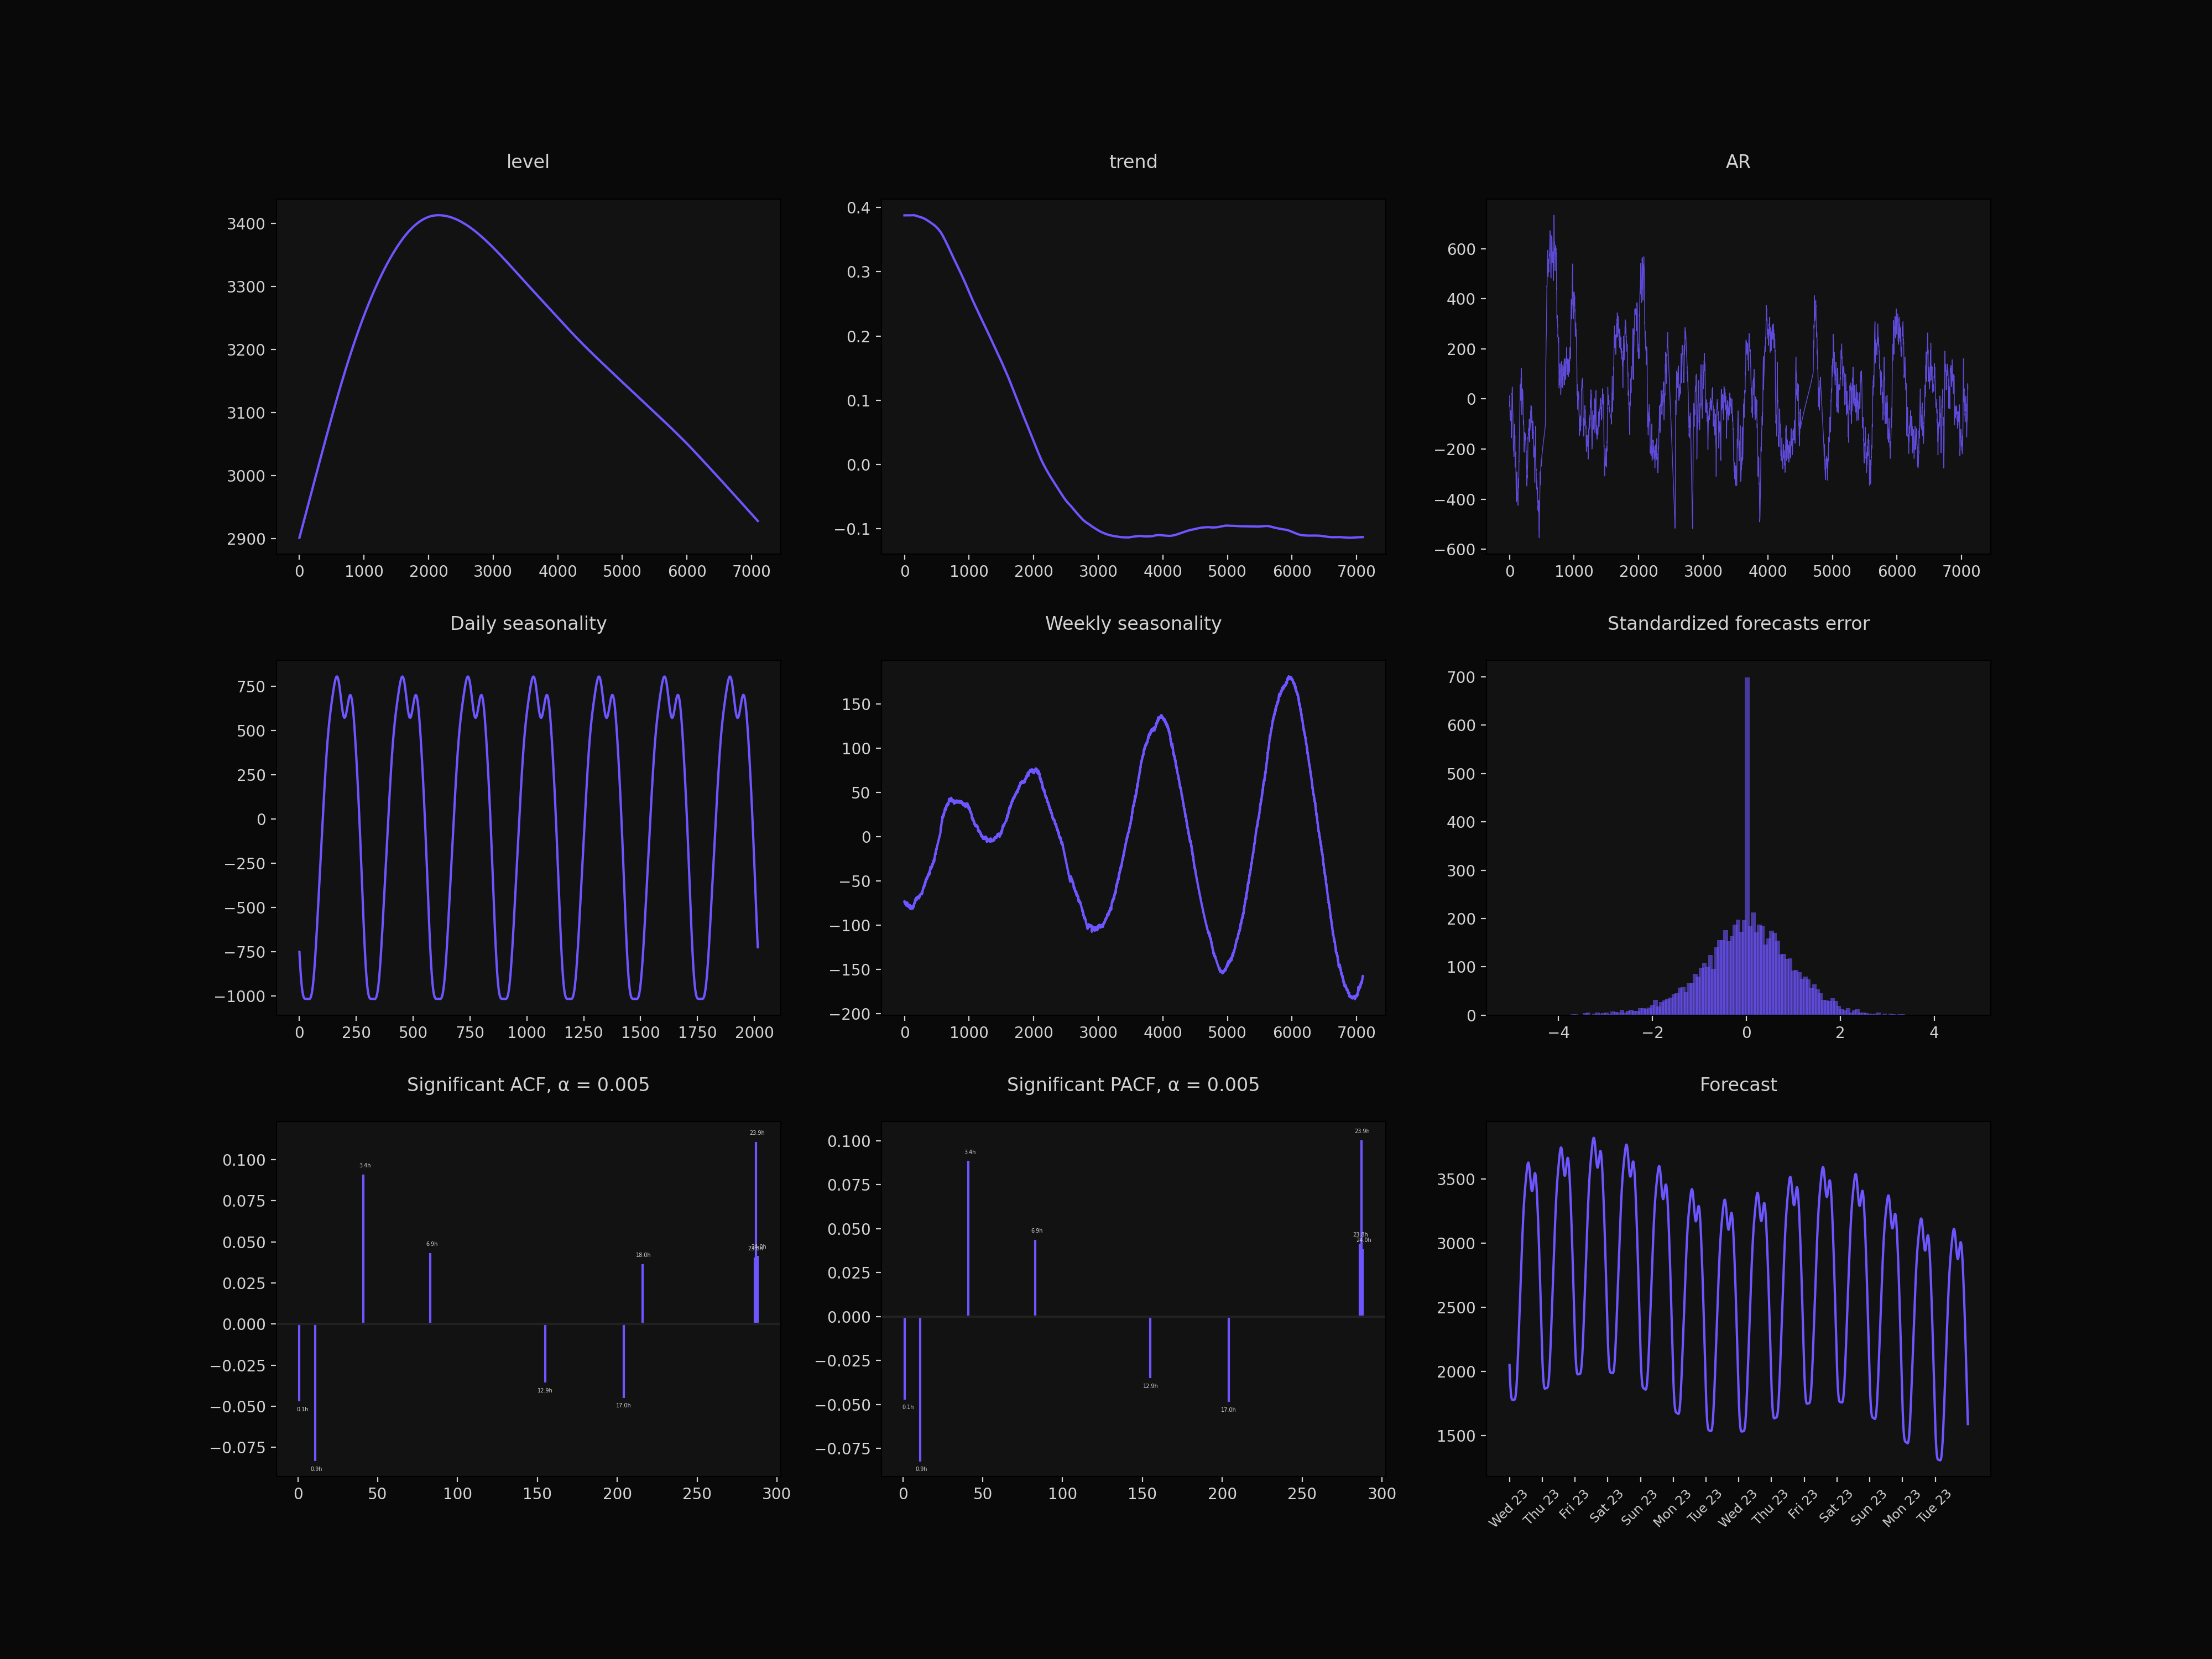 level
3400
3300
3200
3100
3000
2900
0 1000 2000 3000 4000 5000 6000 7000
trend
0.4
0.3
0.2
0.1
0.0
−0.1
0 1000 2000 3000 4000 5000 6000 7000
AR
600
400
200
0
−200
−400
−600
0 1000 2000 3000 4000 5000 6000 7000
Daily seasonality
750
500
250
0
−250
−500
−750
−1000
0 250 500 750 1000 1250 1500 1750 2000
Weekly seasonality
150
100
50
0
−50
−100
−150
−200
0 1000 2000 3000 4000 5000 6000 7000
Standardized forecasts error
700
600
500
400
300
200
100
0
−4 −2 0 2 4
Significant ACF, α = 0.005
0.100
0.075
0.050
0.025
0.000
−0.025
−0.050
−0.075
23.9h
3.4h
6.9h
18.0h
12.9h
17.0h
0.1h
0.9h
0 50 100 150 200 250 300
Significant PACF, α = 0.005
0.100
0.075
0.050
0.025
0.000
−0.025
−0.050
−0.075
23.9h
3.4h
6.9h
24.0h
12.9h
17.0h
0.1h
0.9h
0 50 100 150 200 250 300
Forecast
3500
3000
2500
2000
1500
Wed 23 Thu 23 Fri 23 Sat 23 Sun 23 Mon 23 Tue 23 Wed 23 Thu 23 Fri 23 Sat 23 Sun 23 Mon 23 Tue 23